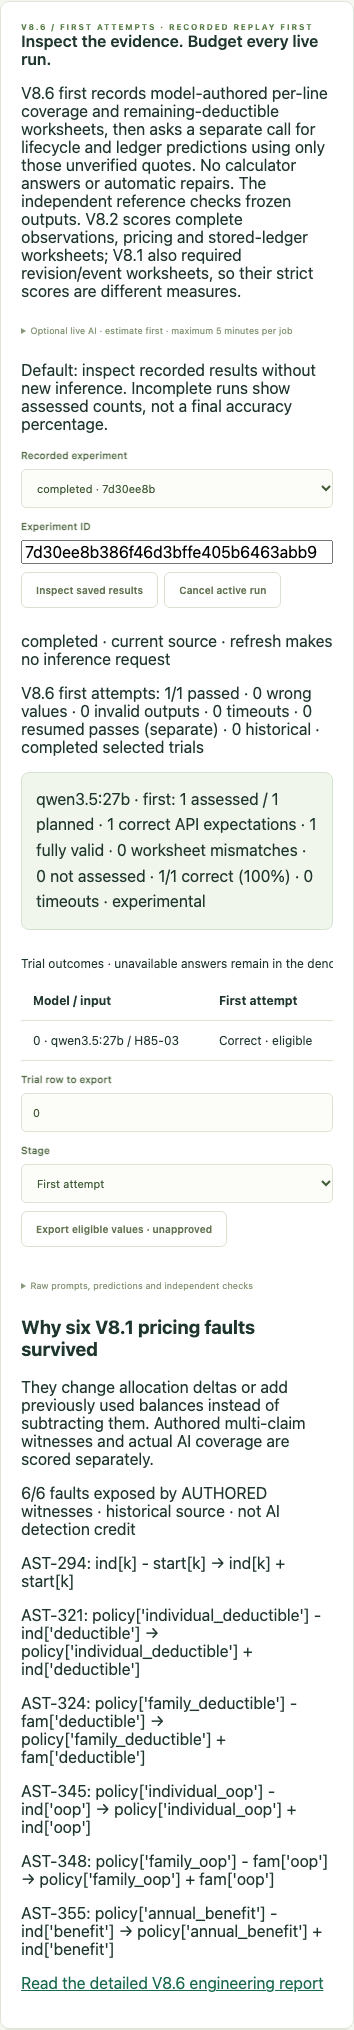 V8.6 / FIRST ATTEMPTS · RECORDED REPLAY FIRST
Inspect the evidence. Budget every live
run.
V8.6 first records model-authored per-line
coverage and remaining-deductible
worksheets, then asks a separate call for
lifecycle and ledger predictions using only
those unverified quotes. No calculator
answers or automatic repairs. The
independent reference checks frozen
outputs. V8.2 scores complete
observations, pricing and stored-ledger
worksheets; V8.1 also required
revision/event worksheets, so their strict
scores are different measures.
▸ Optional live AI · estimate first · maximum 5 minutes per job
Default: inspect recorded results without
new inference. Incomplete runs show
assessed counts, not a final accuracy
percentage.
Recorded experiment
completed · 7d30ee8b
Experiment ID
7d30ee8b386f46d3bffe405b6463abb9
Inspect saved results Cancel active run
completed · current source · refresh makes
no inference request
V8.6 first attempts: 1/1 passed · 0 wrong
values · 0 invalid outputs · 0 timeouts · 0
resumed passes (separate) · 0 historical ·
completed selected trials
qwen3.5:27b · first: 1 assessed / 1
planned · 1 correct API expectations · 1
fully valid · 0 worksheet mismatches ·
0 not assessed · 1/1 correct (100%) · 0
timeouts · experimental
Trial outcomes · unavailable answers remain in the
Model / input First attempt
0 · qwen3.5:27b / H85-03 Correct · eligible
Trial row to export
0
Stage
First attempt
Export eligible values · unapproved
▸ Raw prompts, predictions and independent checks
Why six V8.1 pricing faults
survived
They change allocation deltas or add
previously used balances instead of
subtracting them. Authored multi-claim
witnesses and actual AI coverage are
scored separately.
6/6 faults exposed by AUTHORED
witnesses · historical source · not AI
detection credit
AST-294: ind[k] - start[k] → ind[k] +
start[k]
AST-321: policy['individual_deductible'] -
ind['deductible'] →
policy['individual_deductible'] +
ind['deductible']
AST-324: policy['family_deductible'] -
fam['deductible'] →
policy['family_deductible'] +
fam['deductible']
AST-345: policy['individual_oop'] -
ind['oop'] → policy['individual_oop'] +
ind['oop']
AST-348: policy['family_oop'] - fam['oop']
→ policy['family_oop'] + fam['oop']
AST-355: policy['annual_benefit'] -
ind['benefit'] → policy['annual_benefit'] +
ind['benefit']
Read the detailed V8.6 engineering report